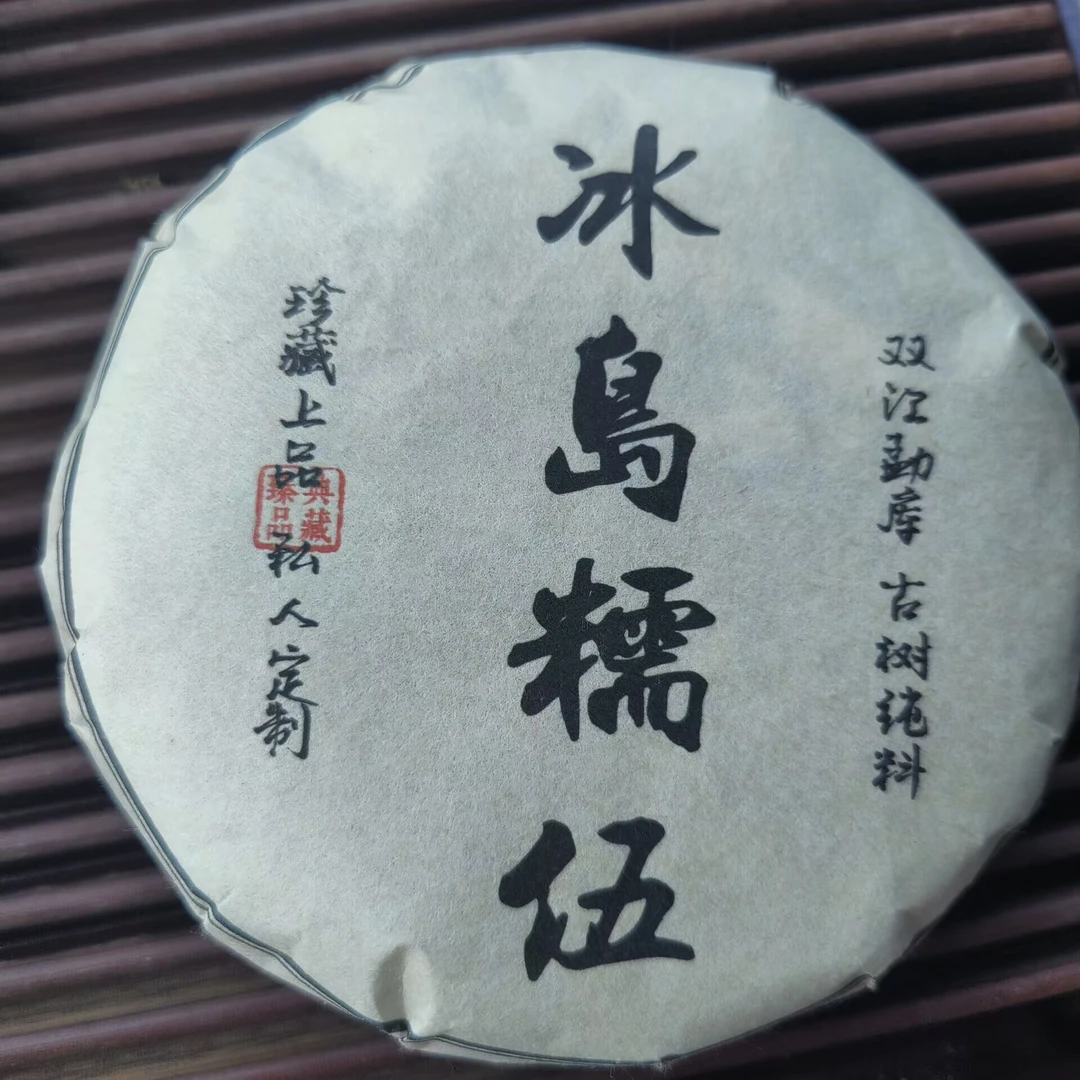 双江勐库 古树纯料
冰島糯伍
珍藏上品 私人定制
典藏
臻品